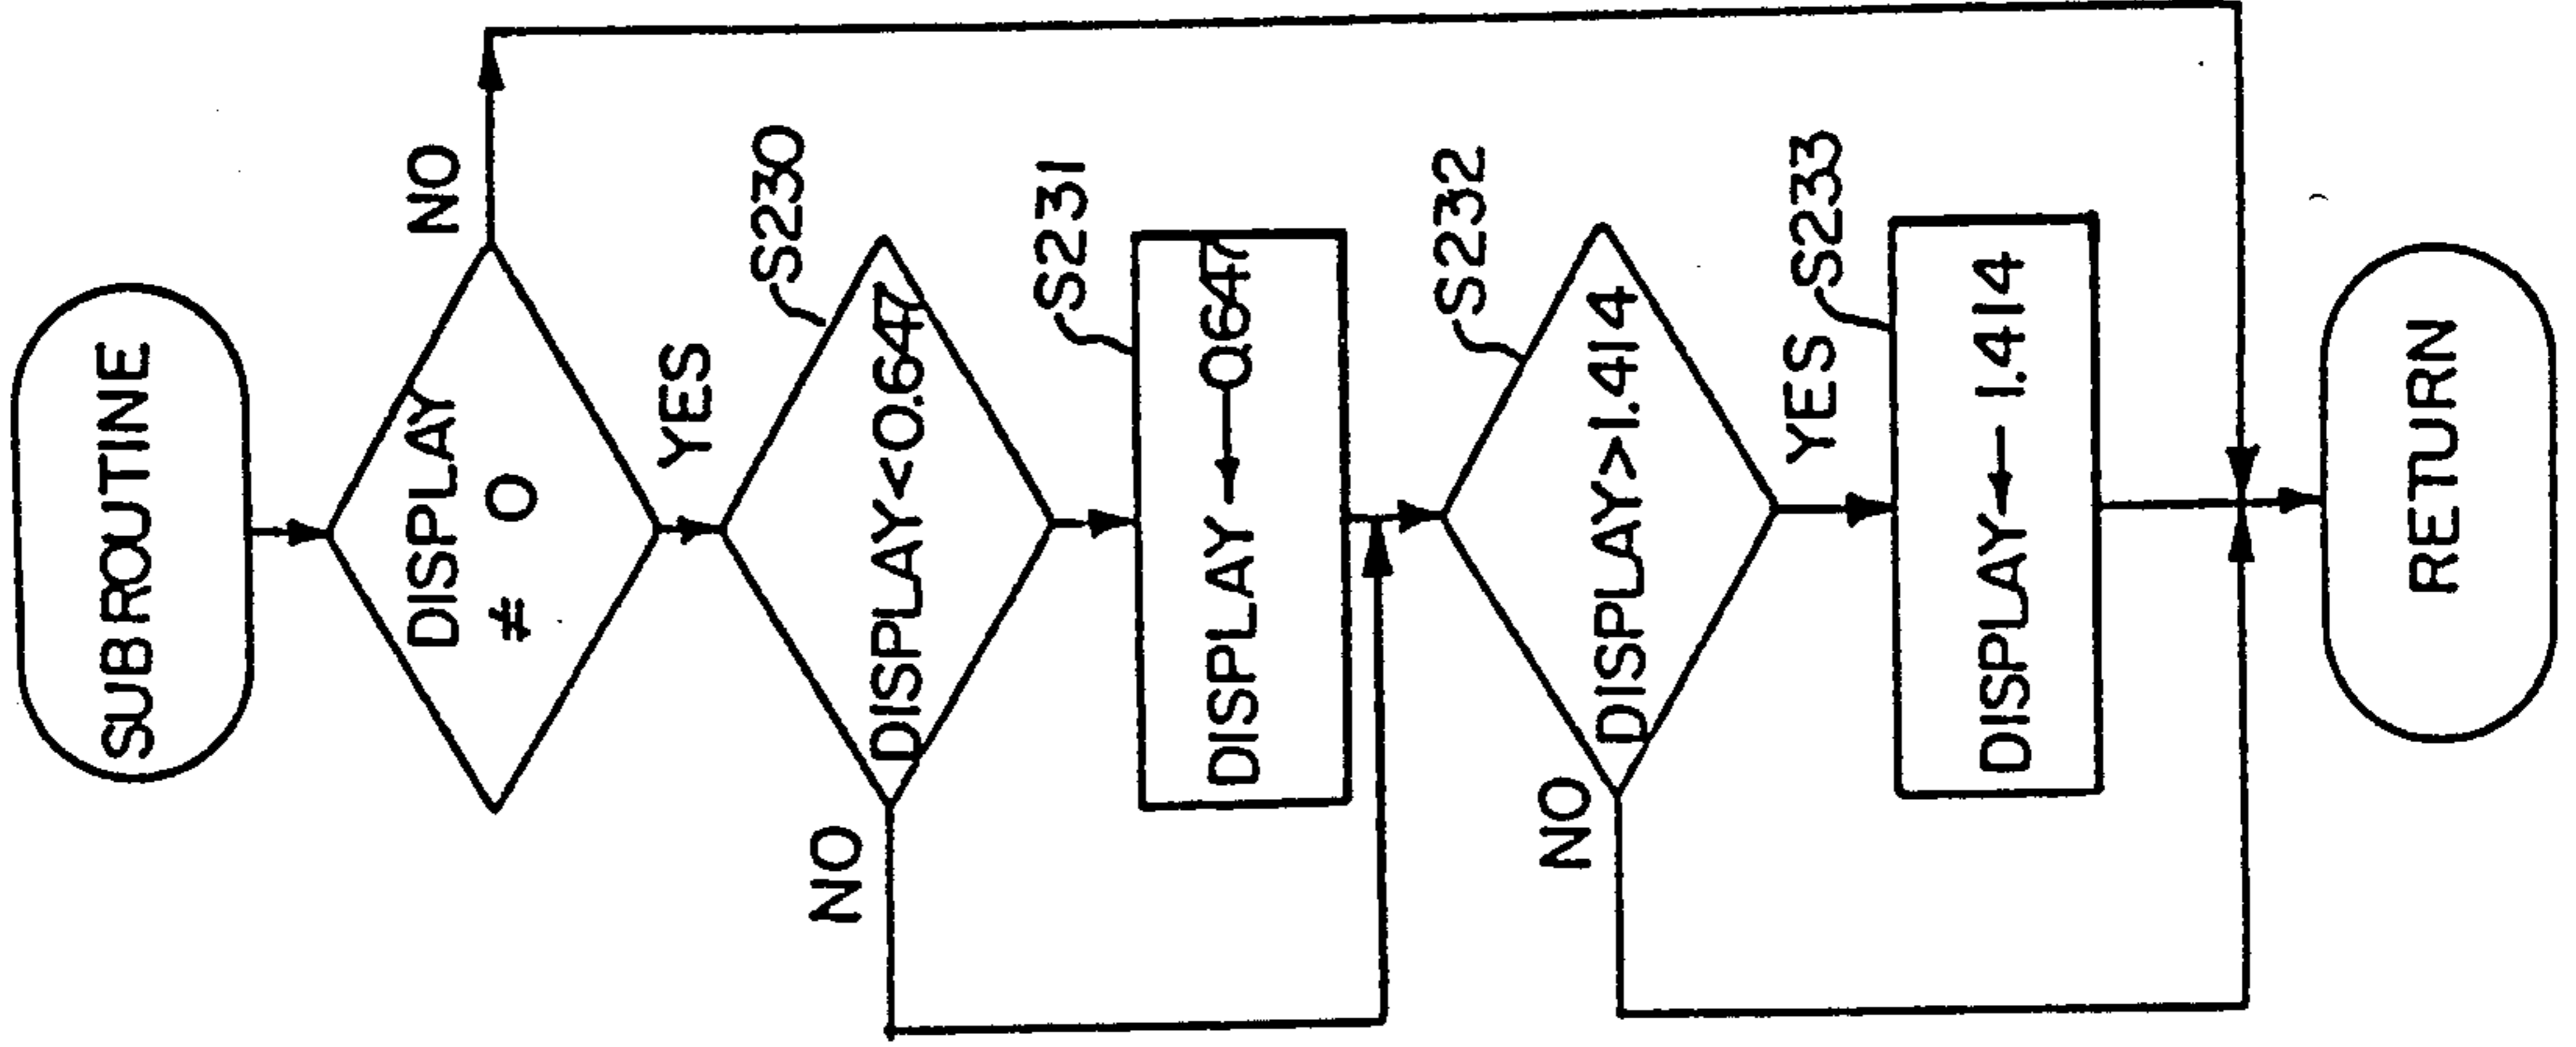 SUBROUTINE
DISPLAY
≠ 0
NO
YES
S230
DISPLAY<0.647
NO
S231
DISPLAY←0.647
S232
DISPLAY>1.414
NO
YES
S233
DISPLAY←1.414
RETURN